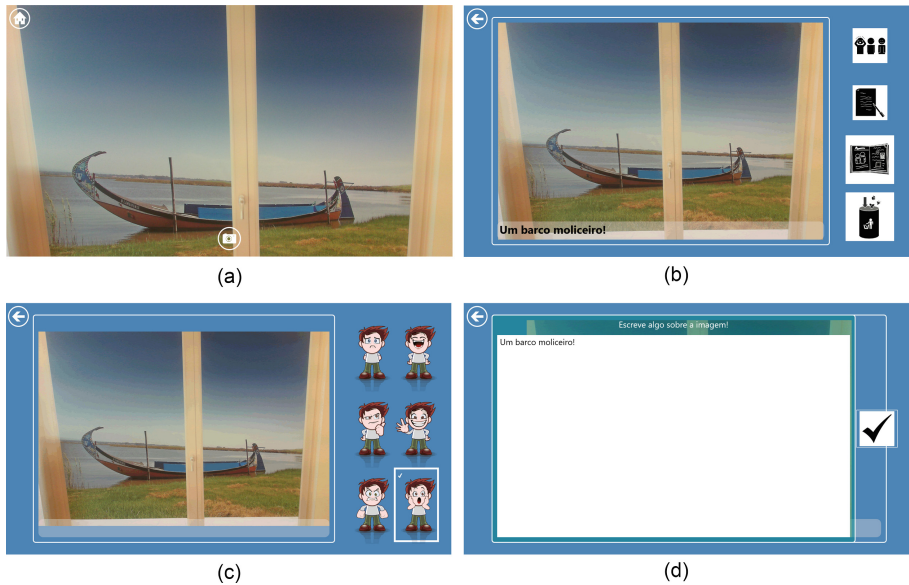 (a)
Um barco moliceiro!
(b)
(c)
Escreve algo sobre a imagem!
Um barco moliceiro!
(d)